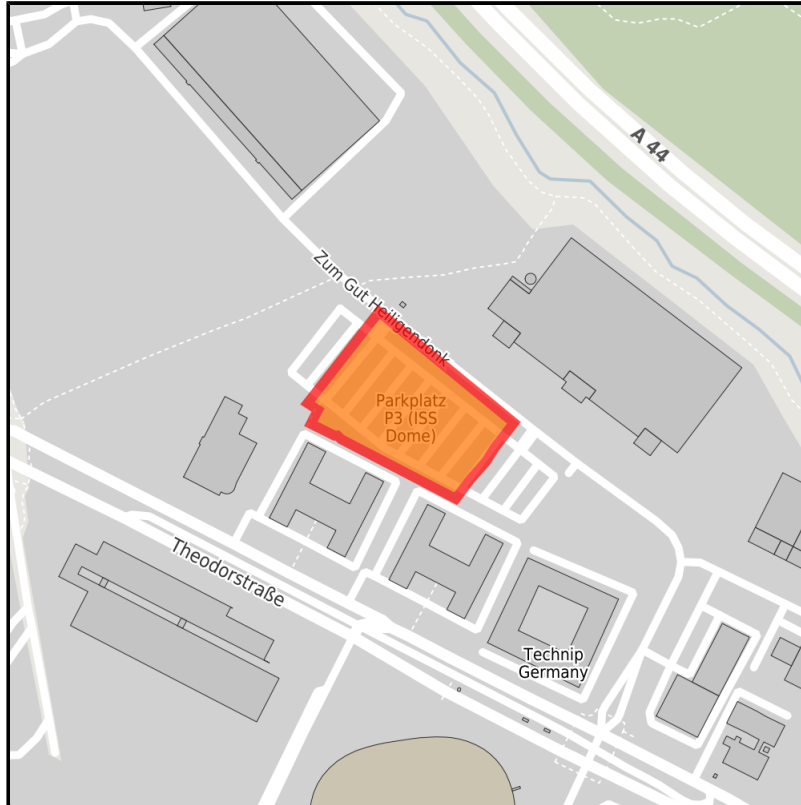 A 44
Zum Gut Heiligendonk
Parkplatz
P3 (ISS
Dome)
Theodorstraße
Technip
Germany